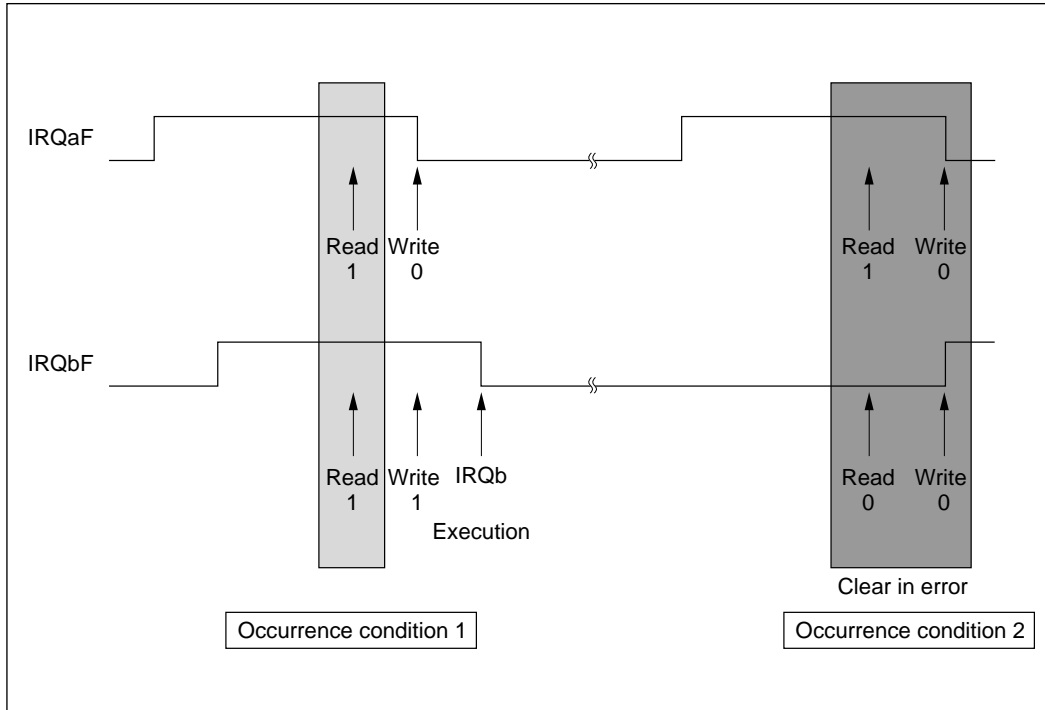 IRQaF
Read Write Read Write
1 0 1 0
IRQbF
Read Write IRQb Read Write
1 1 0 0
Execution
Clear in error
Occurrence condition 1 Occurrence condition 2